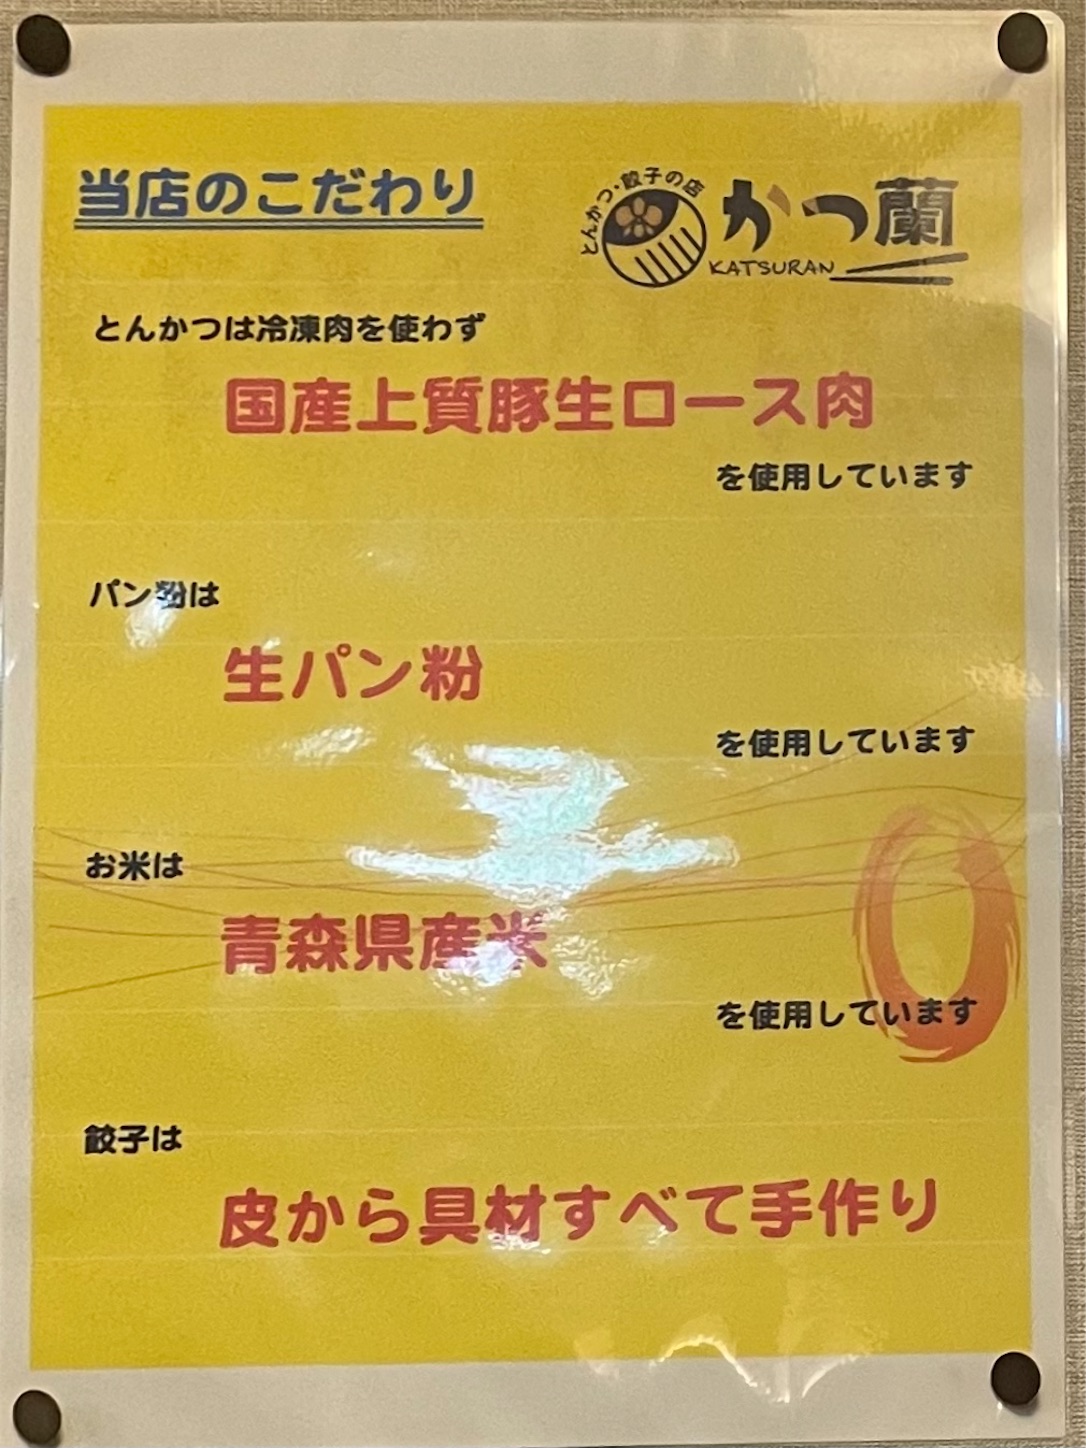 当店のこだわり
とんかつ・餃子の店
かつ蘭
KATSURAN
とんかつは冷凍肉を使わず
国産上質豚生ロース肉
を使用しています
パン粉は
生パン粉
を使用しています
お米は
青森県産米
を使用しています
餃子は
皮から具材すべて手作り